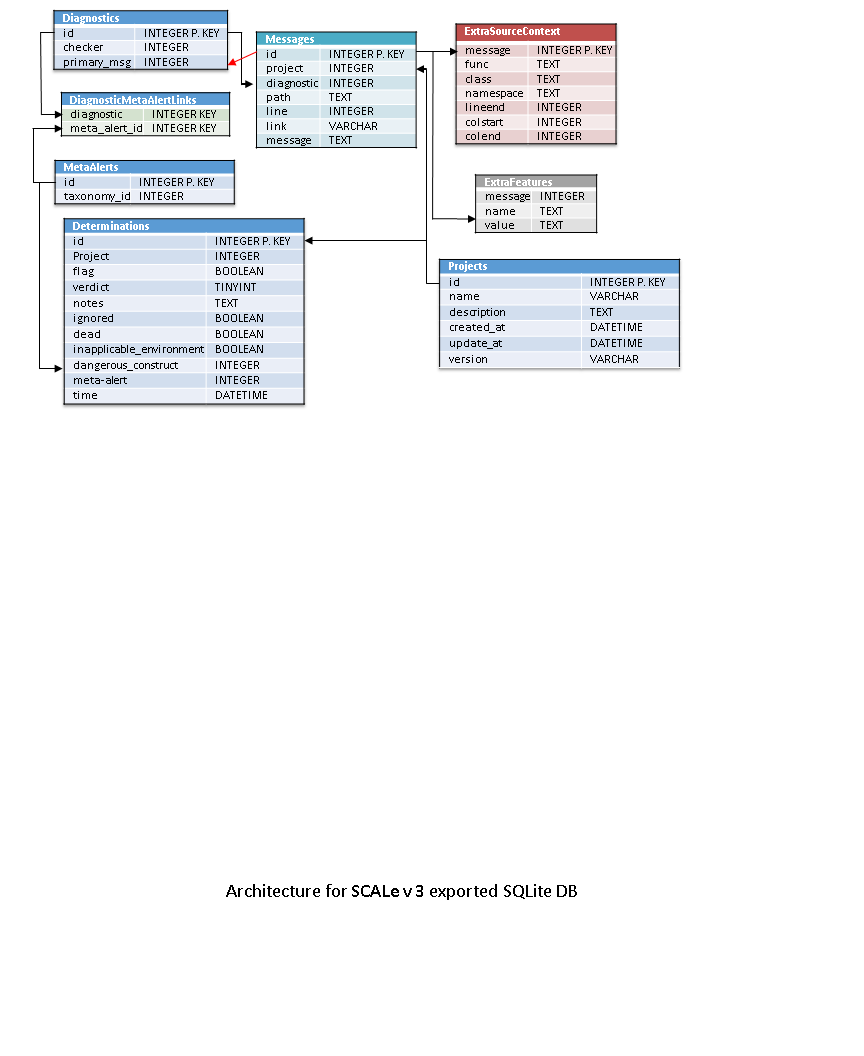 Diagnostics
id INTEGER P. KEY
checker INTEGER
primary_msg INTEGER
Messages
id INTEGER P. KEY
project INTEGER
diagnostic INTEGER
path TEXT
line INTEGER
link VARCHAR
message TEXT
ExtraSourceContext
message INTEGER P. KEY
func TEXT
class TEXT
namespace TEXT
lineend INTEGER
colstart INTEGER
colend INTEGER
DiagnosticMetaAlertLinks
diagnostic INTEGER KEY
meta_alert_id INTEGER KEY
MetaAlerts
id INTEGER P. KEY
taxonomy_id INTEGER
ExtraFeatures
message INTEGER
name TEXT
value TEXT
Determinations
id INTEGER P. KEY
Project INTEGER
flag BOOLEAN
verdict TINYINT
notes TEXT
ignored BOOLEAN
dead BOOLEAN
inapplicable_environment BOOLEAN
dangerous_construct INTEGER
meta-alert INTEGER
time DATETIME
Projects
id INTEGER P. KEY
name VARCHAR
description TEXT
created_at DATETIME
update_at DATETIME
version VARCHAR
Architecture for SCALe v 3 exported SQLite DB